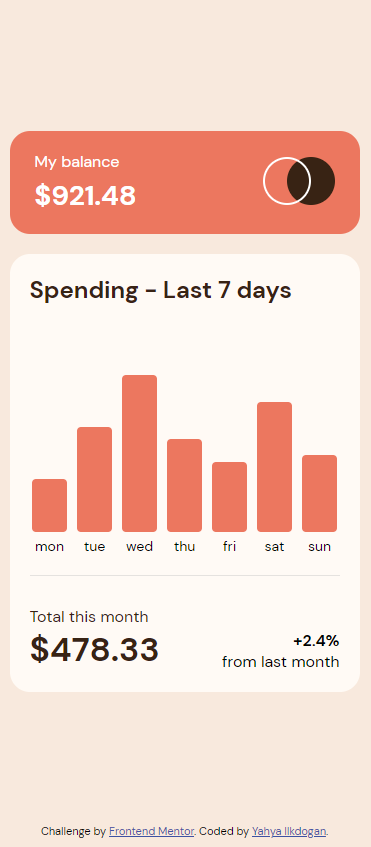 My balance
$921.48
Spending - Last 7 days
mon tue wed thu fri sat sun
Total this month
$478.33
+2.4%
from last month
Challenge by Frontend Mentor. Coded by Yahya Ilkdogan.